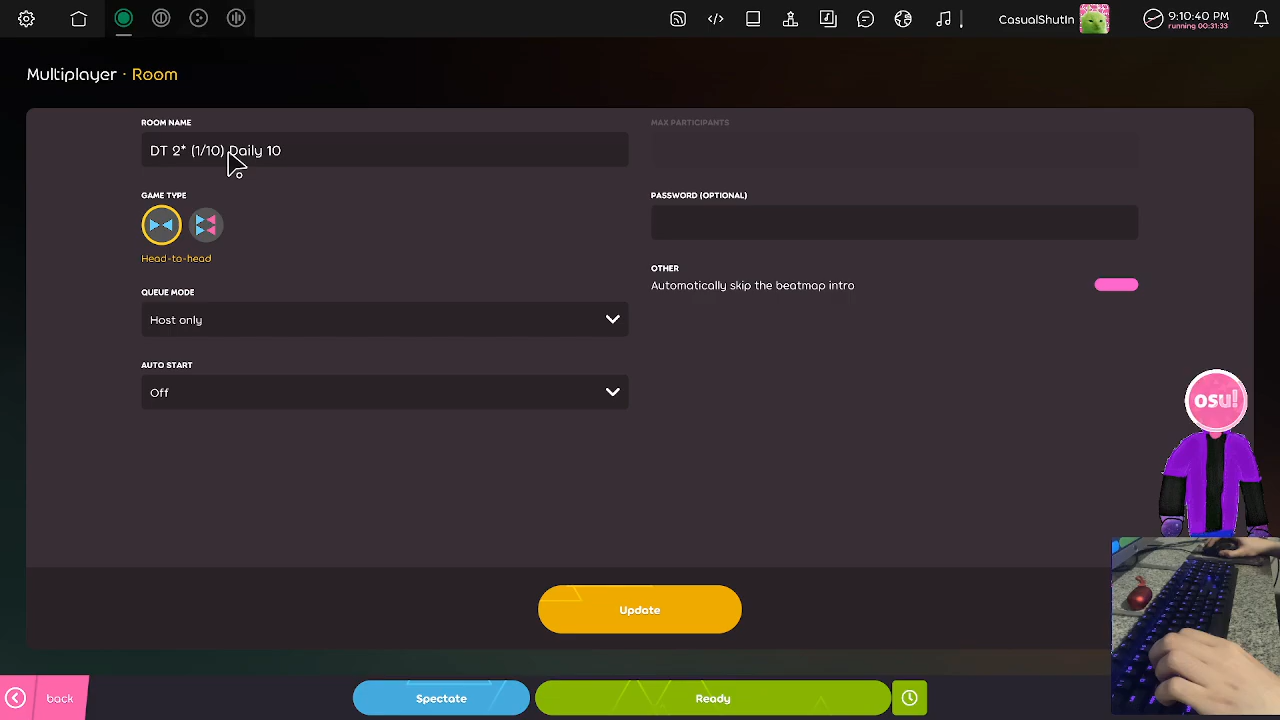 CasualShutIn
9:10:40 PM
running 00:31:33
Multiplayer · Room
ROOM NAME
DT 2* (1/10) Daily 10
MAX PARTICIPANTS
GAME TYPE
Head-to-head
PASSWORD (OPTIONAL)
QUEUE MODE
Host only
OTHER
Automatically skip the beatmap intro
AUTO START
Off
osu!
Update
back
Spectate
Ready